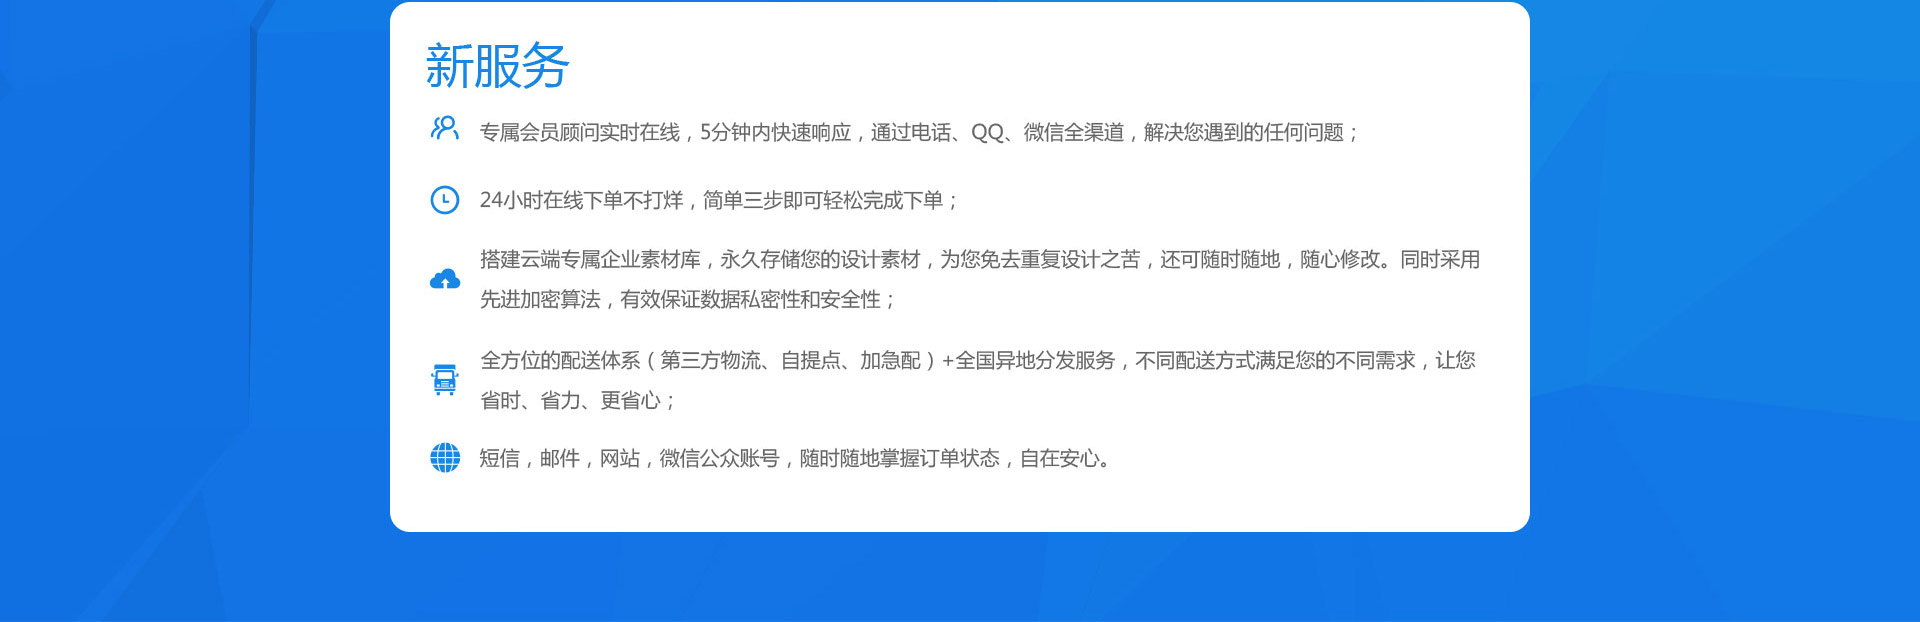 新服务
专属会员顾问实时在线，5分钟内快速响应，通过电话、QQ、微信全渠道，解决您遇到的任何问题；
24小时在线下单不打烊，简单三步即可轻松完成下单；
搭建云端专属企业素材库，永久存储您的设计素材，为您免去重复设计之苦，还可随时随地，随心修改。同时采用
先进加密算法，有效保证数据私密性和安全性；
全方位的配送体系（第三方物流、自提点、加急配）+全国异地分发服务，不同配送方式满足您的不同需求，让您
省时、省力、更省心；
短信，邮件，网站，微信公众账号，随时随地掌握订单状态，自在安心。